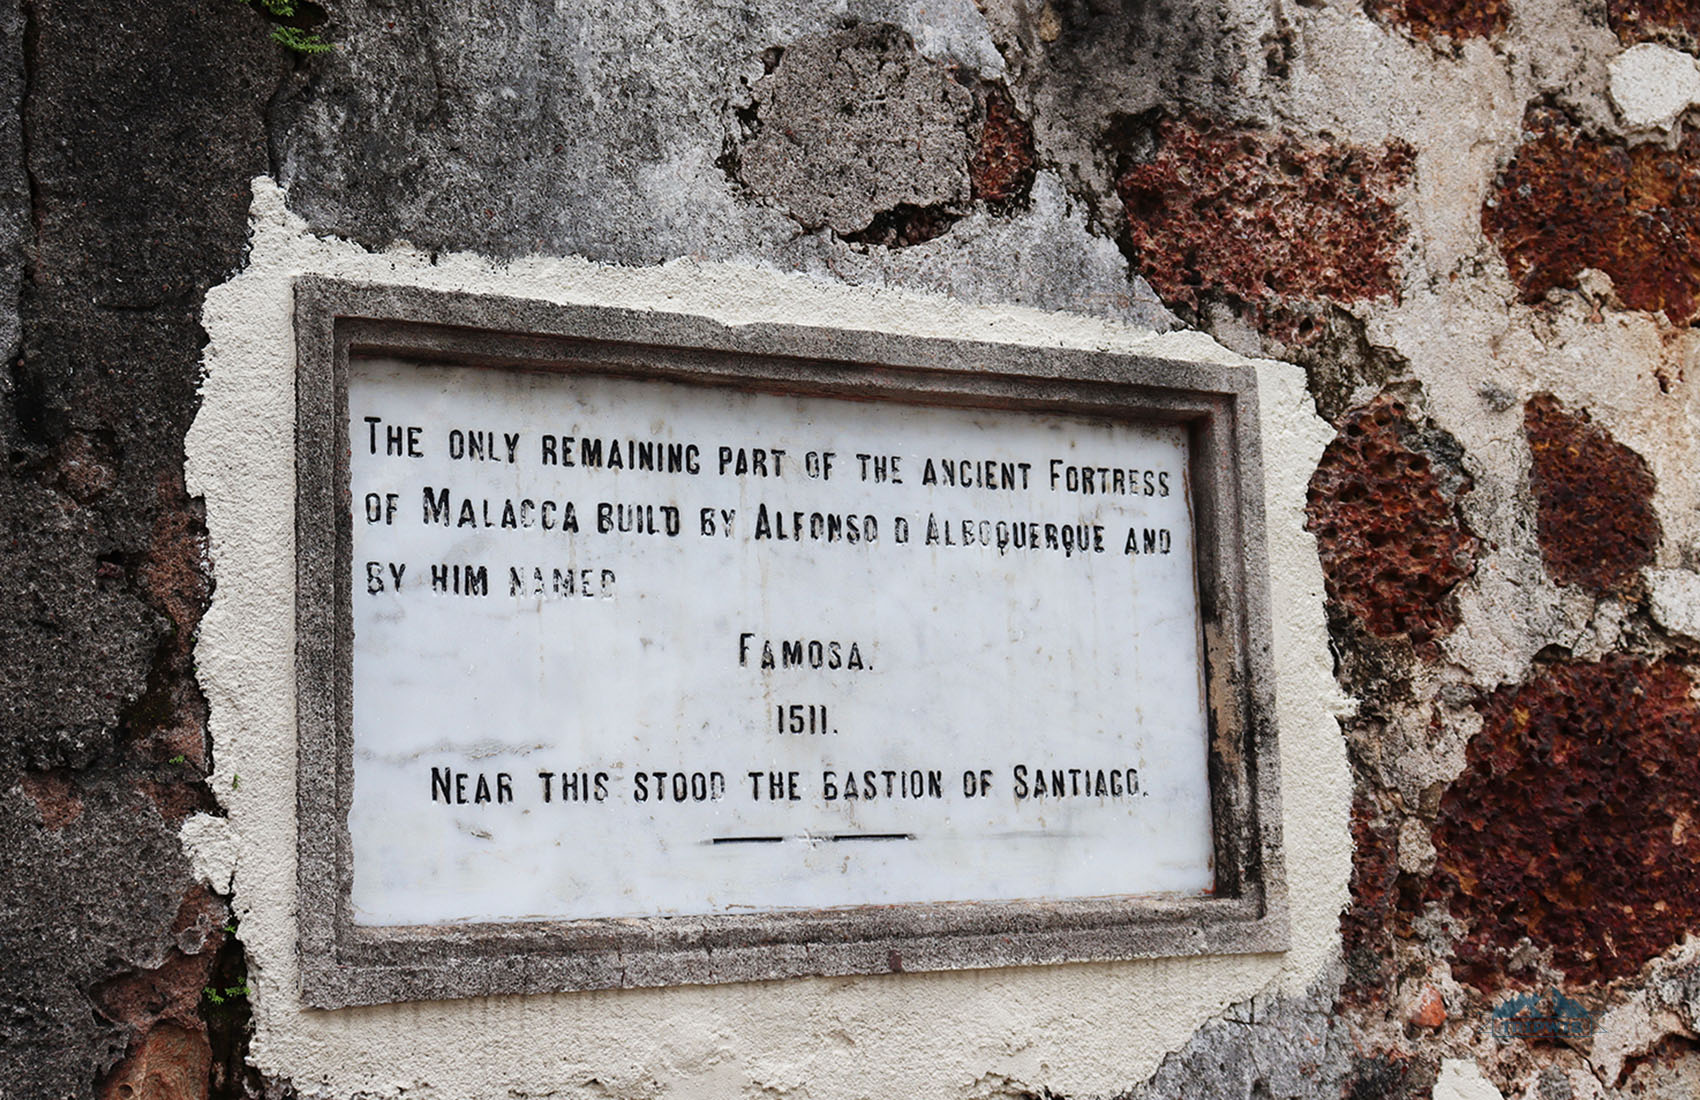 The only remaining part of the ancient Fortress
of Malacca built by Alfonso d Alboquerque and
by him named
Famosa.
1511.
Near this stood the bastion of Santiago.